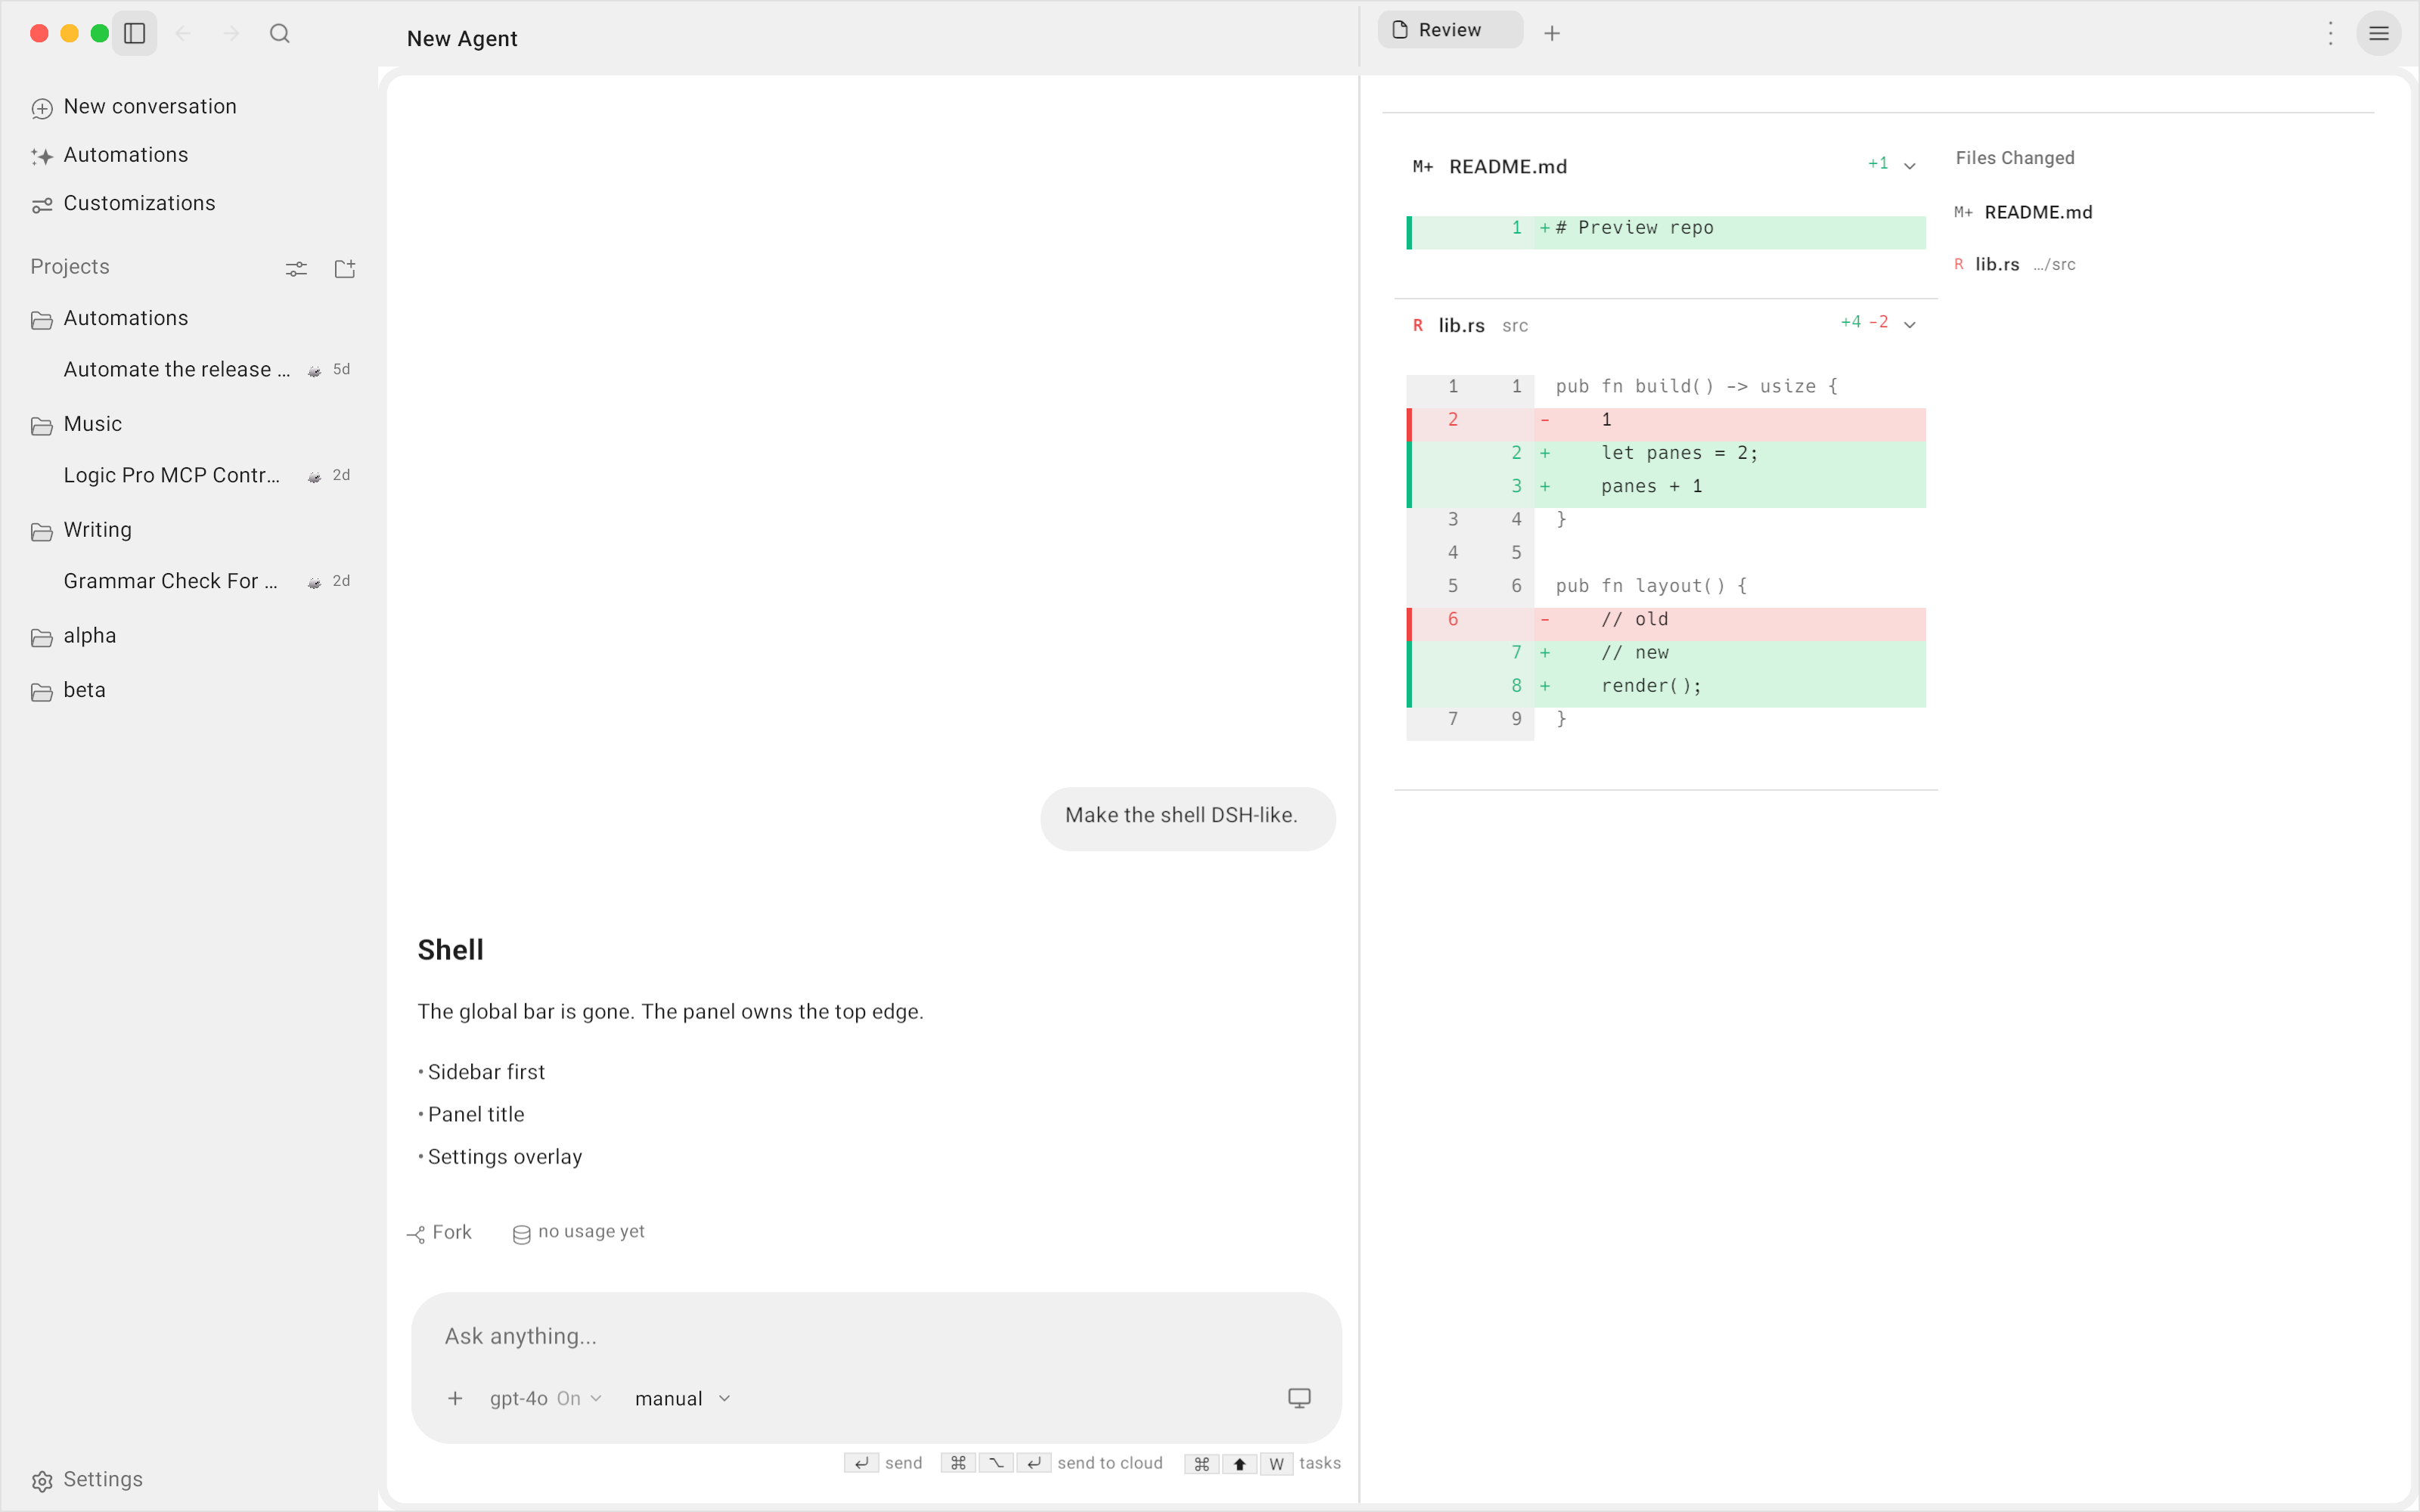 New Agent
Review
New conversation
Automations
Customizations
Projects
Automations
Automate the release ... 5d
Music
Logic Pro MCP Contr... 2d
Writing
Grammar Check For ... 2d
alpha
beta
Settings
Make the shell DSH-like.
Shell
The global bar is gone. The panel owns the top edge.
• Sidebar first
• Panel title
• Settings overlay
Fork no usage yet
Ask anything...
gpt-4o On manual
send ⌘ ⌥ send to cloud ⌘ W tasks
M+ README.md +1
1 + # Preview repo
R lib.rs src +4 -2
1 1 pub fn build() -> usize {
2 - 1
2 + let panes = 2;
3 + panes + 1
3 4 }
4 5
5 6 pub fn layout() {
6 - // old
7 + // new
8 + render();
7 9 }
Files Changed
M+ README.md
R lib.rs .../src